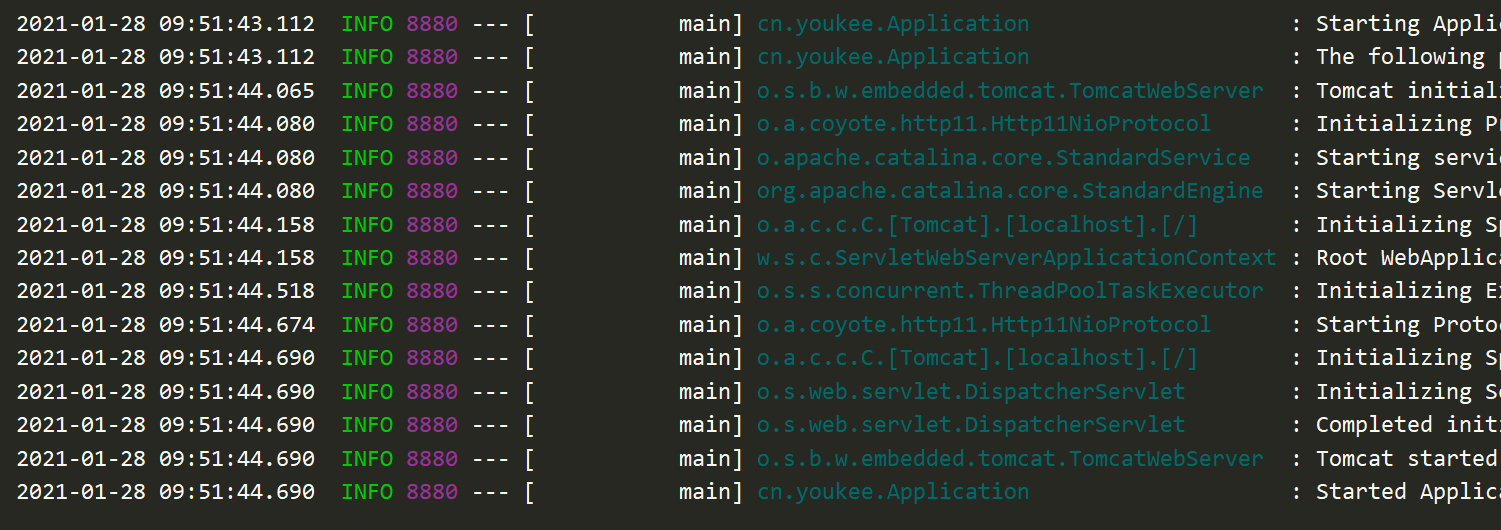 2021-01-28 09:51:43.112  INFO 8880 --- [           main] cn.youkee.Application                    : Starting Appli
2021-01-28 09:51:43.112  INFO 8880 --- [           main] cn.youkee.Application                    : The following
2021-01-28 09:51:44.065  INFO 8880 --- [           main] o.s.b.w.embedded.tomcat.TomcatWebServer  : Tomcat initiali
2021-01-28 09:51:44.080  INFO 8880 --- [           main] o.a.coyote.http11.Http11NioProtocol      : Initializing P
2021-01-28 09:51:44.080  INFO 8880 --- [           main] o.apache.catalina.core.StandardService   : Starting servi
2021-01-28 09:51:44.080  INFO 8880 --- [           main] org.apache.catalina.core.StandardEngine  : Starting Servl
2021-01-28 09:51:44.158  INFO 8880 --- [           main] o.a.c.c.C.[Tomcat].[localhost].[/]       : Initializing S
2021-01-28 09:51:44.158  INFO 8880 --- [           main] w.s.c.ServletWebServerApplicationContext : Root WebApplic
2021-01-28 09:51:44.518  INFO 8880 --- [           main] o.s.s.concurrent.ThreadPoolTaskExecutor  : Initializing E
2021-01-28 09:51:44.674  INFO 8880 --- [           main] o.a.coyote.http11.Http11NioProtocol      : Starting Proto
2021-01-28 09:51:44.690  INFO 8880 --- [           main] o.a.c.c.C.[Tomcat].[localhost].[/]       : Initializing S
2021-01-28 09:51:44.690  INFO 8880 --- [           main] o.s.web.servlet.DispatcherServlet        : Initializing S
2021-01-28 09:51:44.690  INFO 8880 --- [           main] o.s.web.servlet.DispatcherServlet        : Completed initi
2021-01-28 09:51:44.690  INFO 8880 --- [           main] o.s.b.w.embedded.tomcat.TomcatWebServer  : Tomcat started
2021-01-28 09:51:44.690  INFO 8880 --- [           main] cn.youkee.Application                    : Started Applic